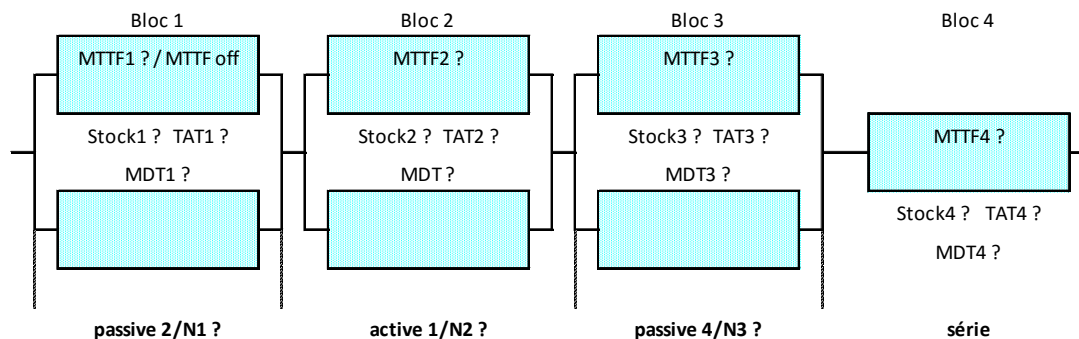 Bloc 1 Bloc 2 Bloc 3 Bloc 4
MTTF1 ? / MTTF off MTTF2 ? MTTF3 ?
Stock1 ? TAT1 ? Stock2 ? TAT2 ? Stock3 ? TAT3 ? MTTF4 ?
MDT1 ? MDT ? MDT3 ?
Stock4 ? TAT4 ?
MDT4 ?
passive 2/N1 ? active 1/N2 ? passive 4/N3 ? série